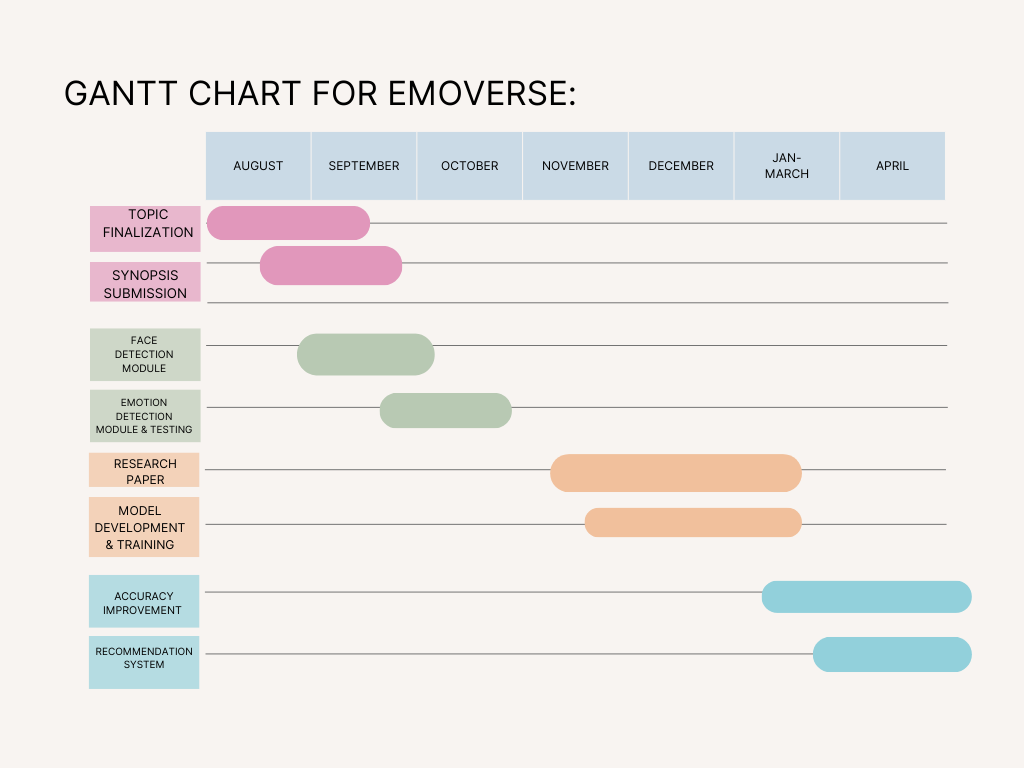 GANTT CHART FOR EMOVERSE:
AUGUST
SEPTEMBER
OCTOBER
NOVEMBER
DECEMBER
JAN-
MARCH
APRIL
TOPIC
FINALIZATION
SYNOPSIS
SUBMISSION
FACE
DETECTION
MODULE
EMOTION
DETECTION
MODULE & TESTING
RESEARCH
PAPER
MODEL
DEVELOPMENT
& TRAINING
ACCURACY
IMPROVEMENT
RECOMMENDATION
SYSTEM